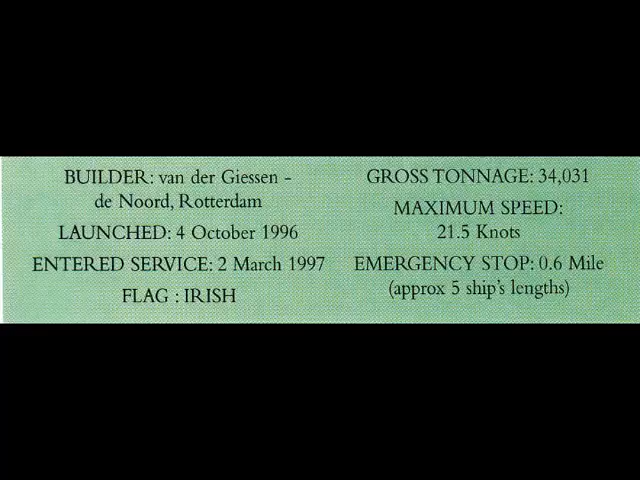 BUILDER: van der Giessen -
de Noord, Rotterdam
LAUNCHED: 4 October 1996
ENTERED SERVICE: 2 March 1997
FLAG : IRISH
GROSS TONNAGE: 34,031
MAXIMUM SPEED:
21.5 Knots
EMERGENCY STOP: 0.6 Mile
(approx 5 ship's lengths)